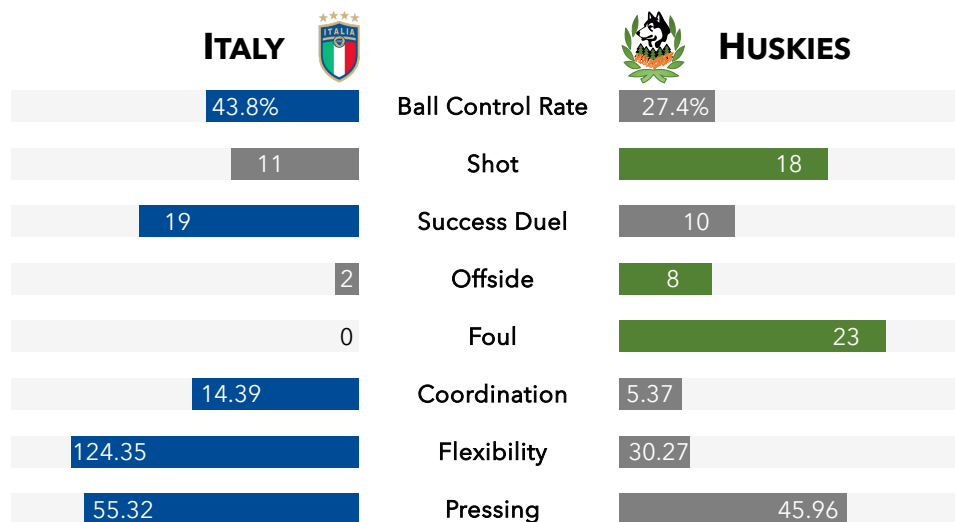 ITALY
ITALIA
HUSKIES
43.8% Ball Control Rate 27.4%
11 Shot 18
19 Success Duel 10
2 Offside 8
0 Foul 23
14.39 Coordination 5.37
124.35 Flexibility 30.27
55.32 Pressing 45.96